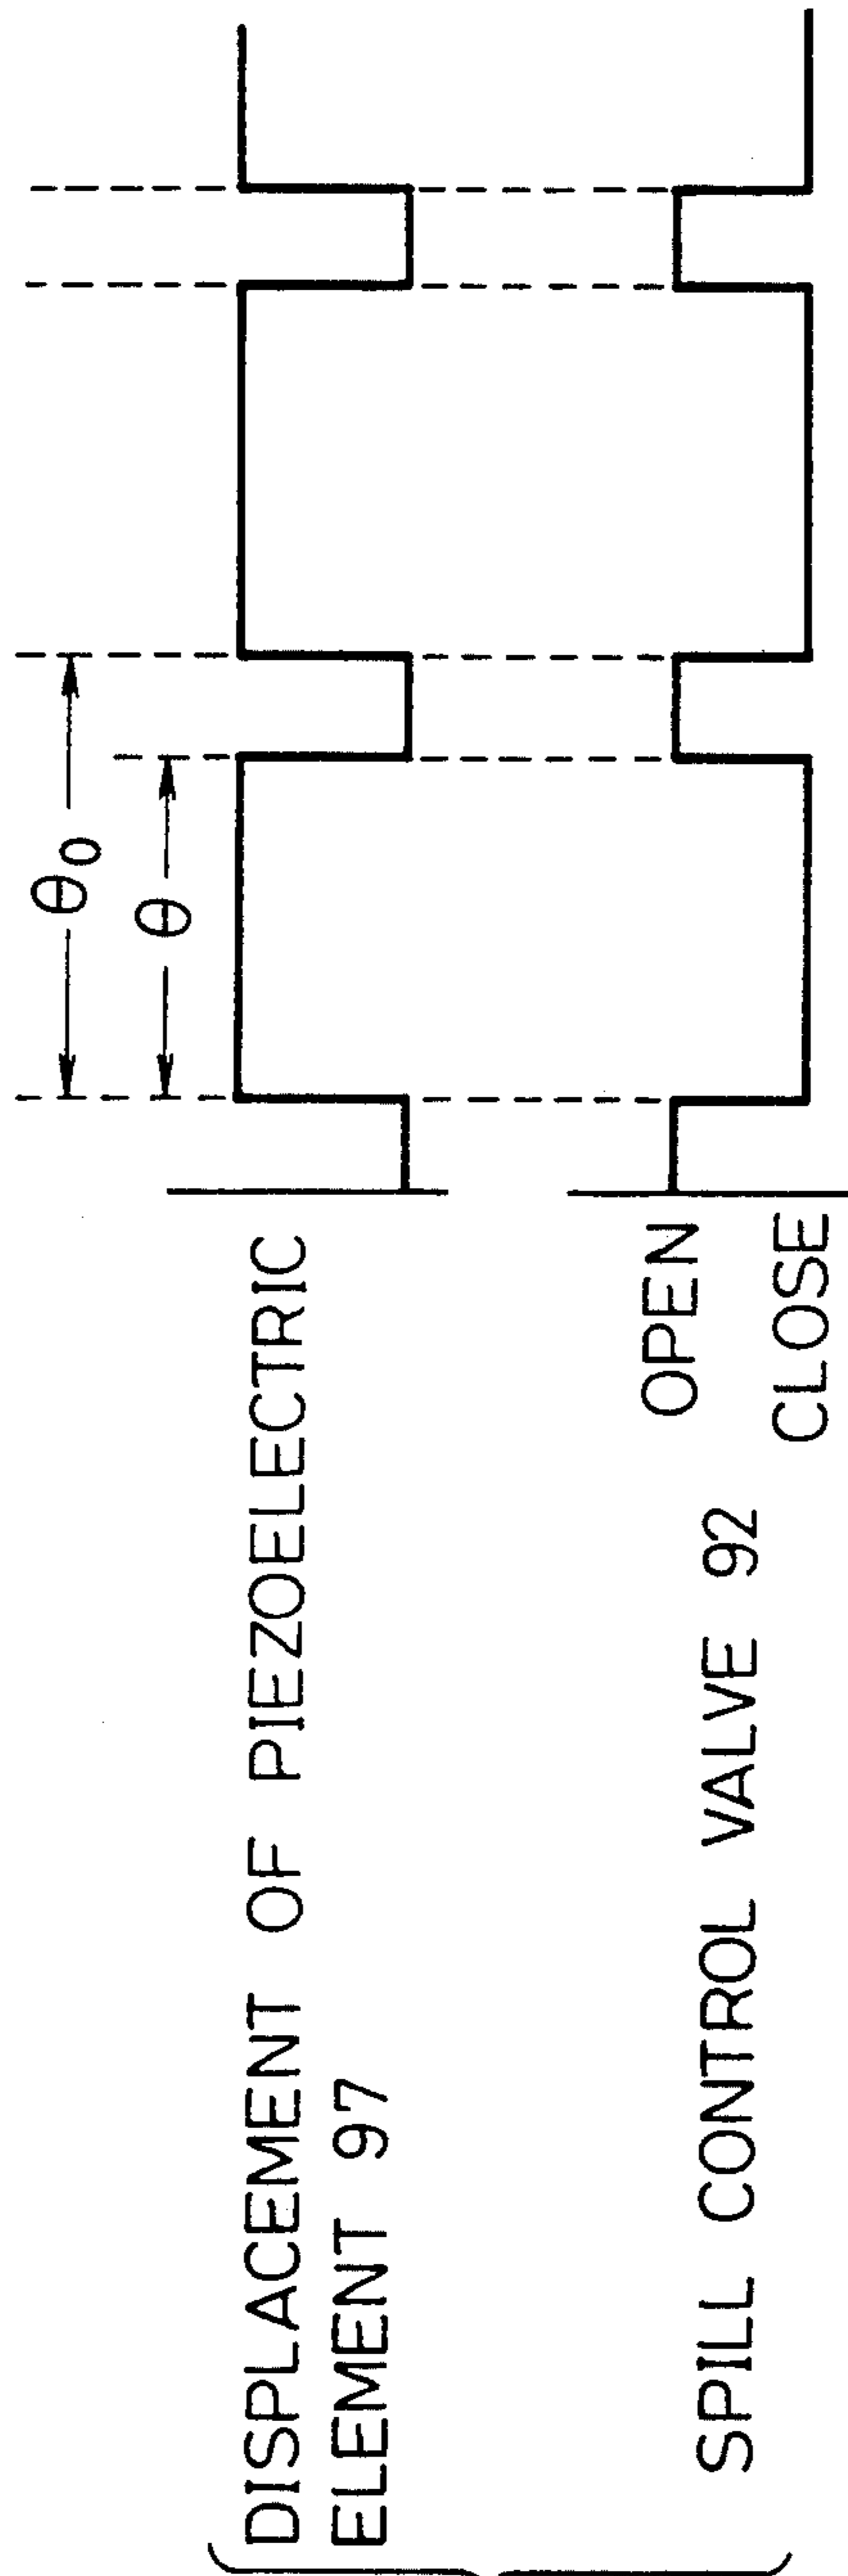 θ0
θ
DISPLACEMENT OF PIEZOELECTRIC
ELEMENT 97
OPEN
SPILL CONTROL VALVE 92
CLOSE